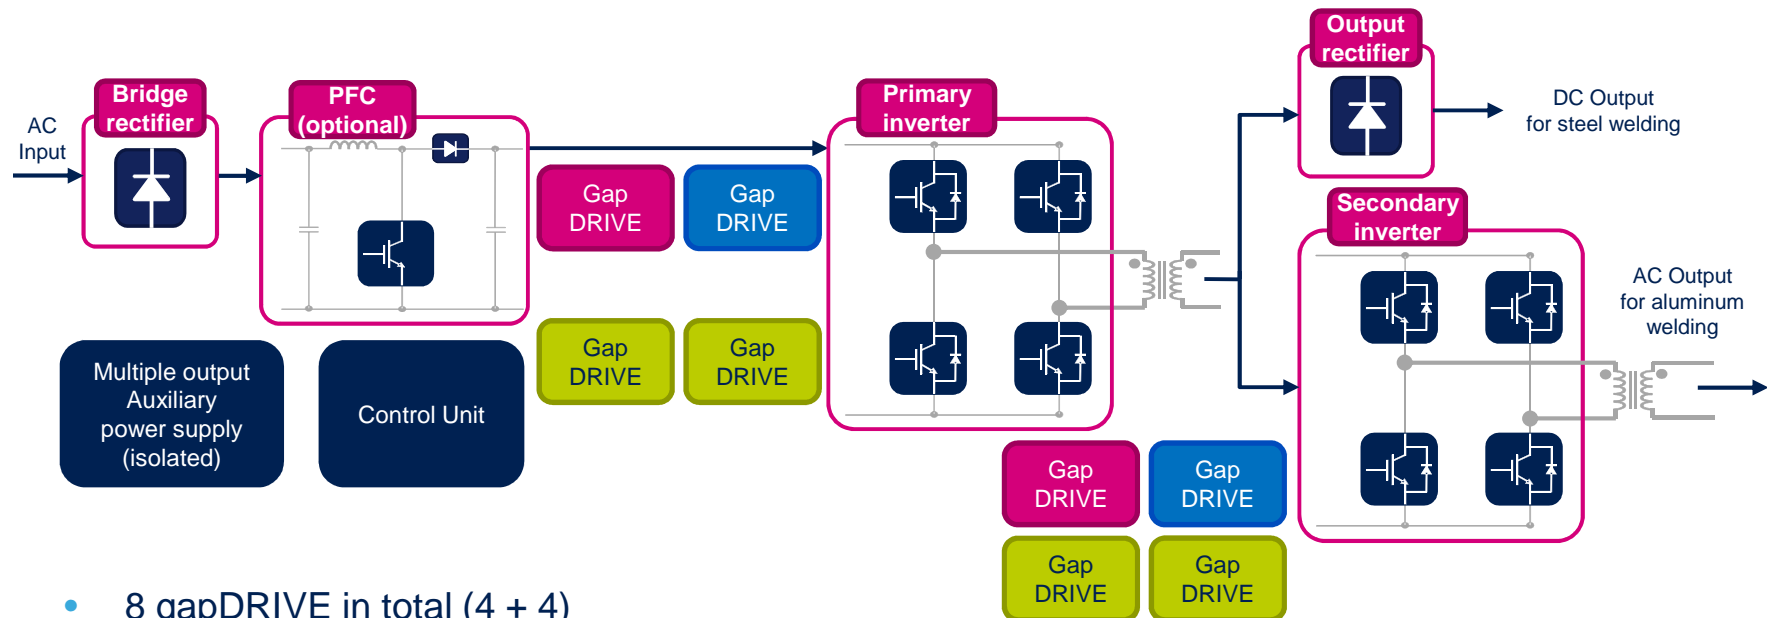 AC
Input
Bridge
rectifier
PFC
(optional)
Gap
DRIVE
Gap
DRIVE
Gap
DRIVE
Gap
DRIVE
Primary
inverter
Output
rectifier
DC Output
for steel welding
Secondary
inverter
AC Output
for aluminum
welding
Multiple output
Auxiliary
power supply
(isolated)
Control Unit
Gap
DRIVE
Gap
DRIVE
Gap
DRIVE
Gap
DRIVE
• 8 gapDRIVE in total (4 + 4)